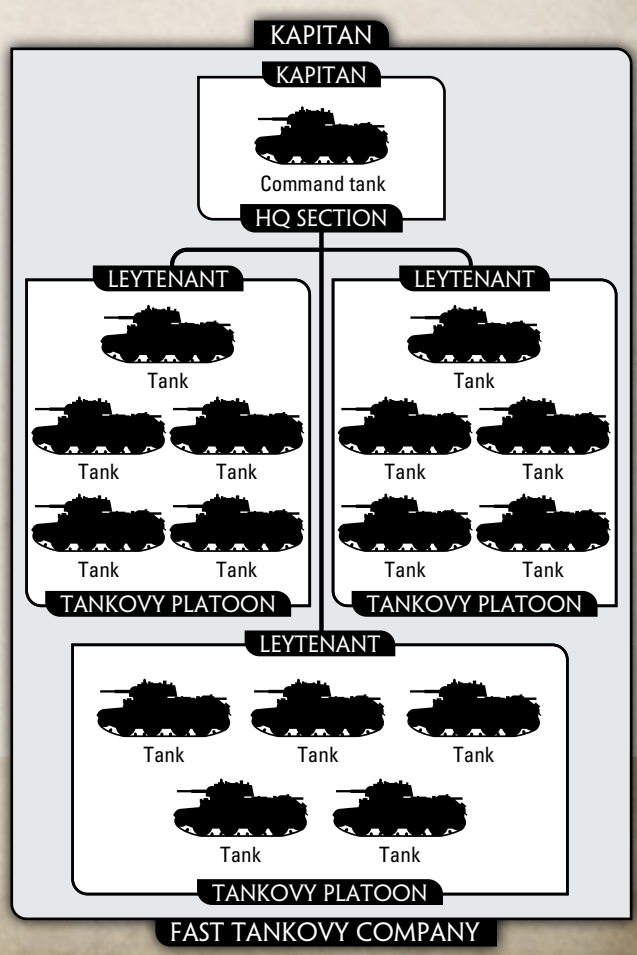 KAPITAN
KAPITAN
Command tank
HQ SECTION
LEYTENANT
Tank
Tank Tank
Tank Tank
TANKOVY PLATOON
LEYTENANT
Tank
Tank Tank
Tank Tank
TANKOVY PLATOON
LEYTENANT
Tank Tank Tank
Tank Tank
TANKOVY PLATOON
FAST TANKOVY COMPANY